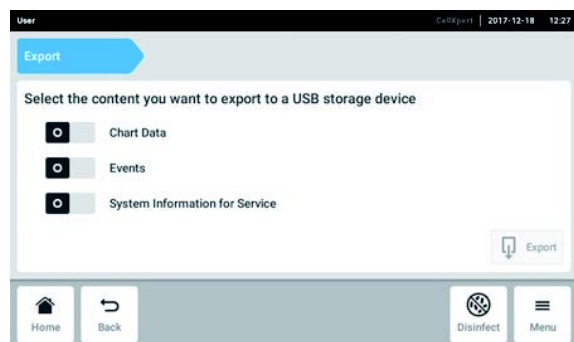 User CellXpert | 2017-12-18 12:27
Export
Select the content you want to export to a USB storage device
Chart Data
Events
System Information for Service
Export
Home Back Disinfect Menu